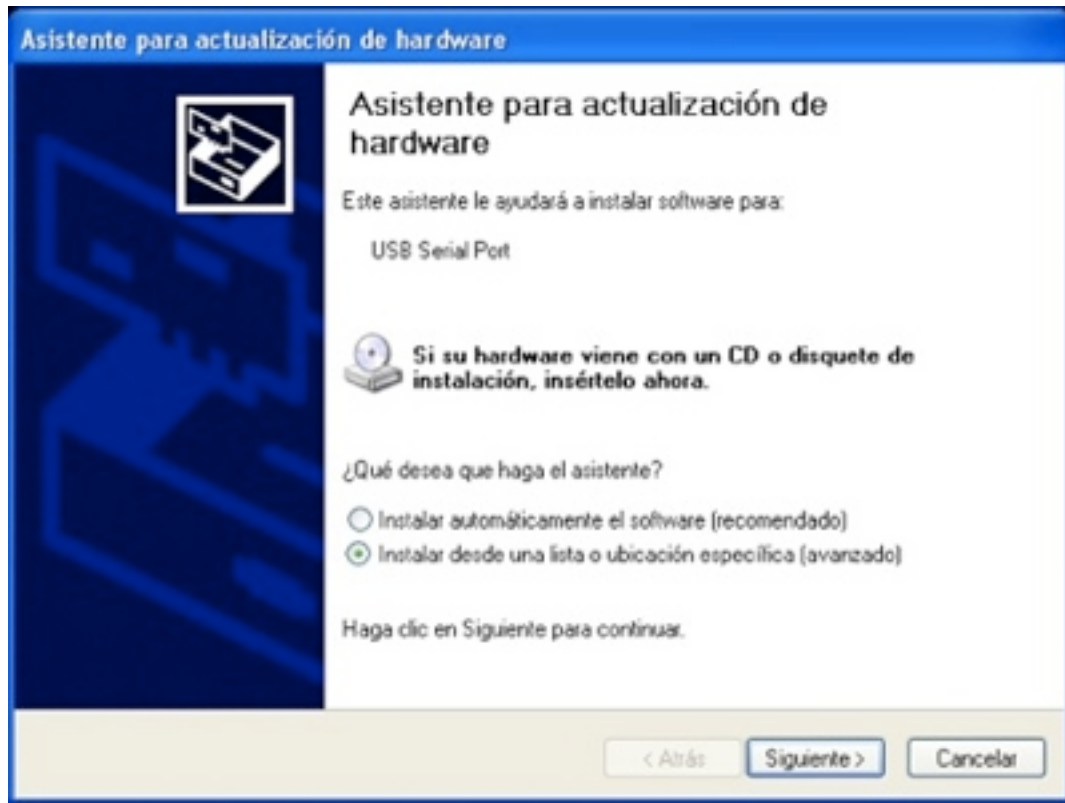 Asistente para actualización de hardware
Asistente para actualización de
hardware
Este asistente le ayudará a instalar software para:
USB Serial Port
Si su hardware viene con un CD o disquete de
instalación, insértelo ahora.
¿Qué desea que haga el asistente?
Instalar automáticamente el software (recomendado)
Instalar desde una lista o ubicación específica (avanzado)
Haga clic en Siguiente para continuar.
< Atrás Siguiente > Cancelar